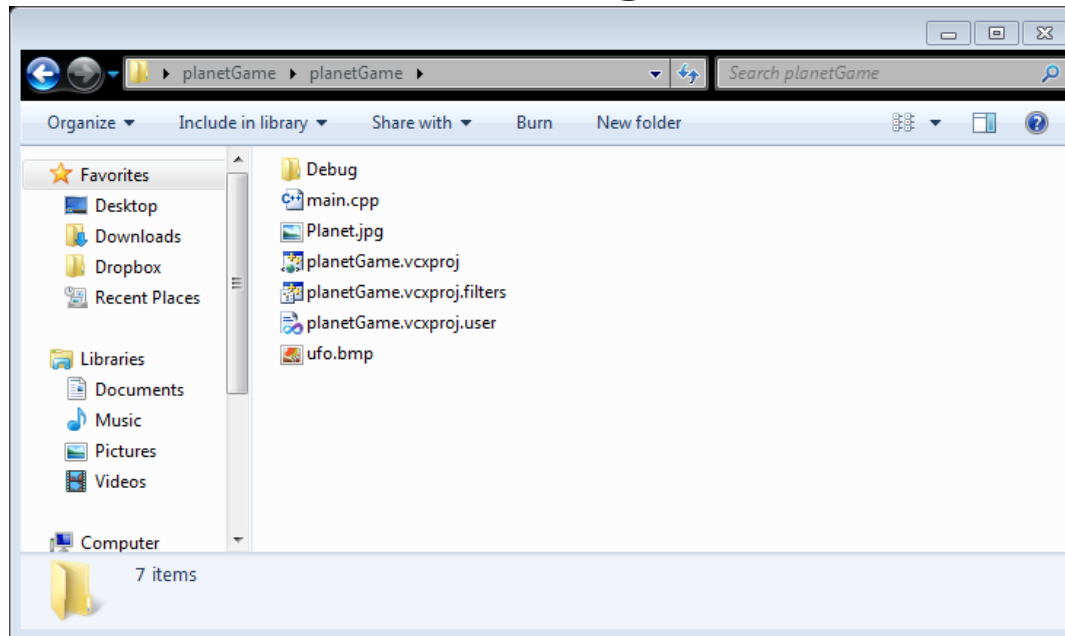 planetGame planetGame
Search planetGame
Organize Include in library Share with Burn New folder
Favorites
Desktop
Downloads
Dropbox
Recent Places
Libraries
Documents
Music
Pictures
Videos
Computer
Debug
main.cpp
Planet.jpg
planetGame.vcxproj
planetGame.vcxproj.filters
planetGame.vcxproj.user
ufo.bmp
7 items